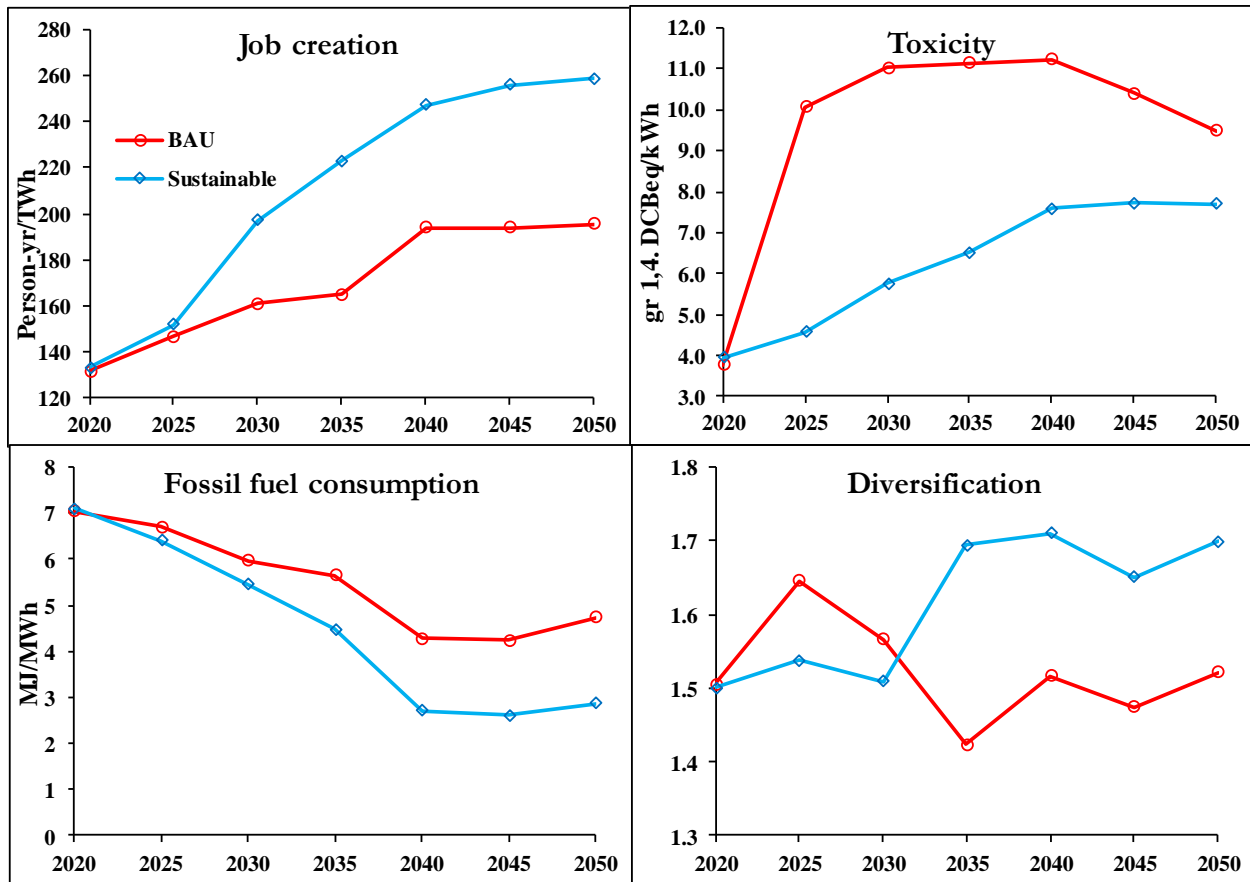 Job creation
280
260
240
220
200
180
160
140
120
Person-yr/TWh
BAU
Sustainable
2020 2025 2030 2035 2040 2045 2050
Toxicity
12.0
11.0
10.0
9.0
8.0
7.0
6.0
5.0
4.0
3.0
gr 1,4. DCBeq/kWh
2020 2025 2030 2035 2040 2045 2050
Fossil fuel consumption
8
7
6
5
4
3
2
1
0
MJ/MWh
2020 2025 2030 2035 2040 2045 2050
Diversification
1.8
1.7
1.6
1.5
1.4
1.3
2020 2025 2030 2035 2040 2045 2050